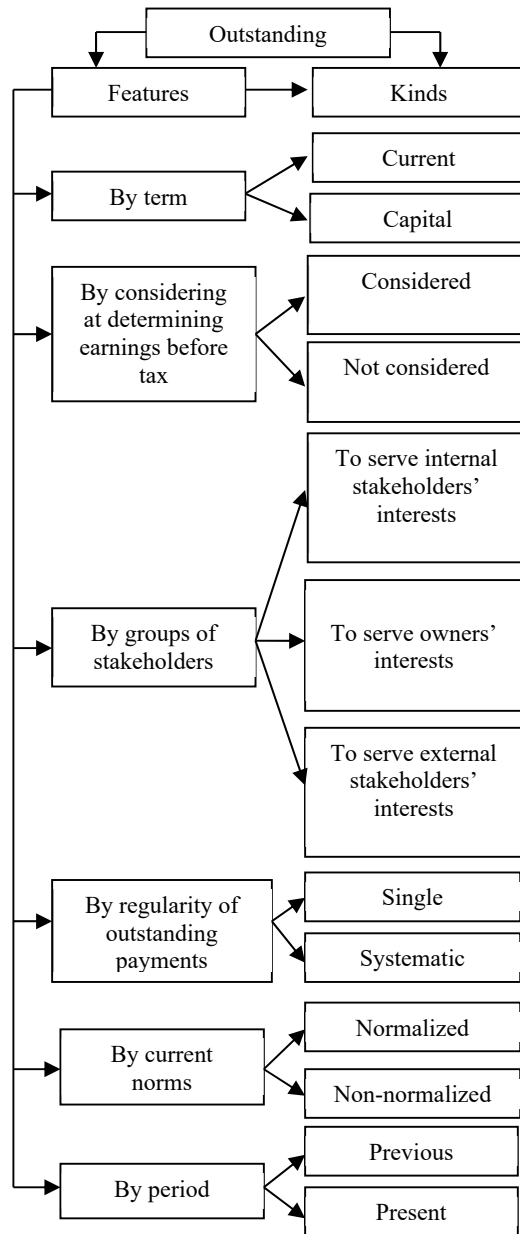 Outstanding
Features
Kinds
By term
Current
Capital
By considering
at determining
earnings before
tax
Considered
Not considered
By groups of
stakeholders
To serve internal
stakeholders’
interests
To serve owners’
interests
To serve external
stakeholders’
interests
By regularity of
outstanding
payments
Single
Systematic
By current
norms
Normalized
Non-normalized
By period
Previous
Present